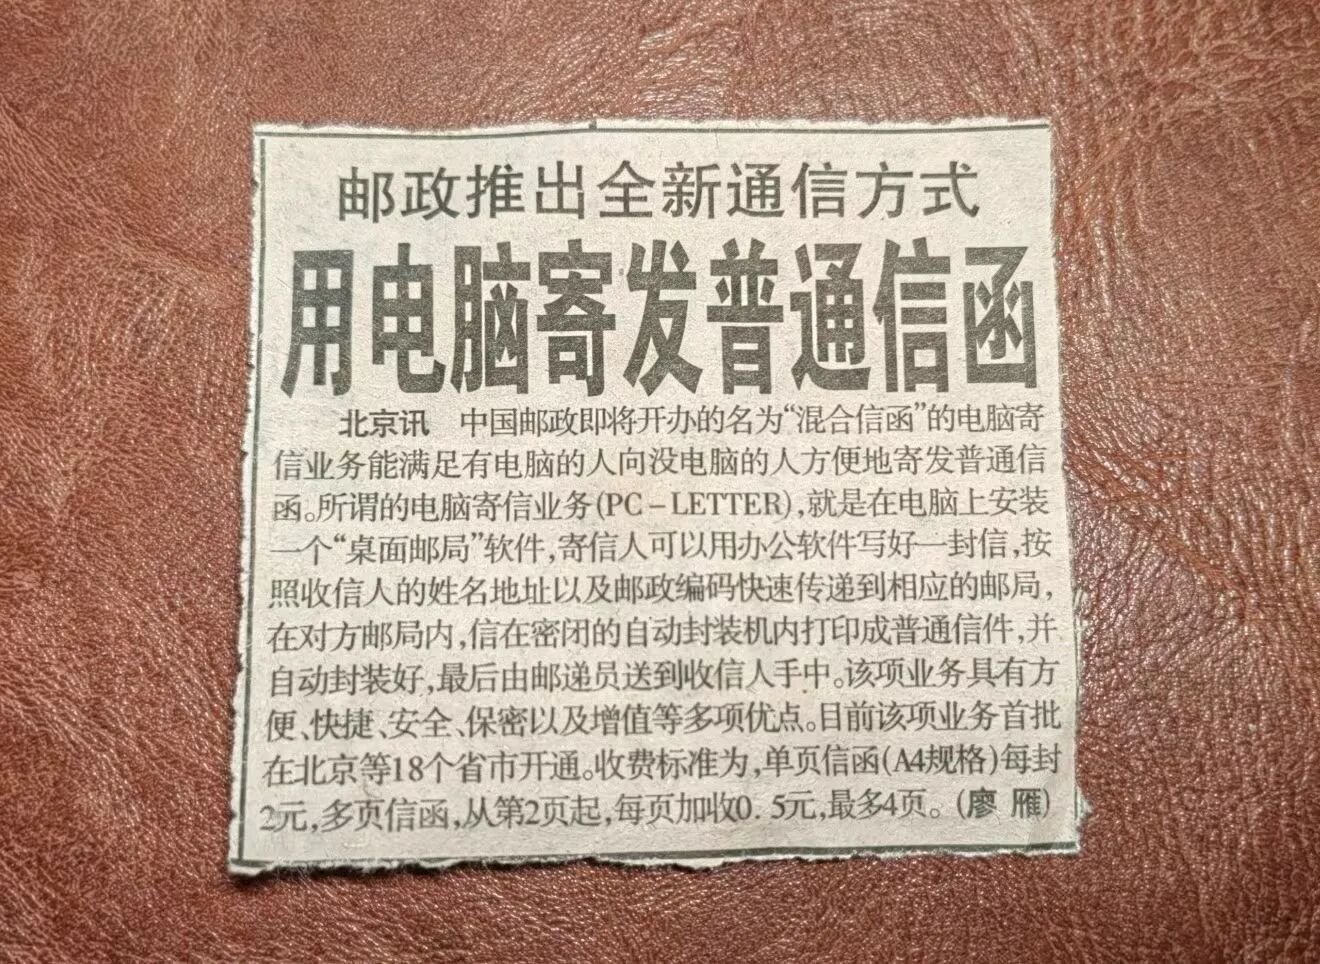 邮政推出全新通信方式
用电脑寄发普通信函
北京讯　中国邮政即将开办的名为“混合信函”的电脑寄
信业务能满足有电脑的人向没电脑的人方便地寄发普通信
函。所谓的电脑寄信业务(PC－LETTER),就是在电脑上安装
一个“桌面邮局”软件,寄信人可以用办公软件写好一封信,按
照收信人的姓名地址以及邮政编码快速传递到相应的邮局,
在对方邮局内,信在密闭的自动封装机内打印成普通信件,并
自动封装好,最后由邮递员送到收信人手中。该项业务具有方
便、快捷、安全、保密以及增值等多项优点。目前该项业务首批
在北京等18个省市开通。收费标准为,单页信函(A4规格)每封
2元,多页信函,从第2页起,每页加收0.5元,最多4页。(廖 雁)